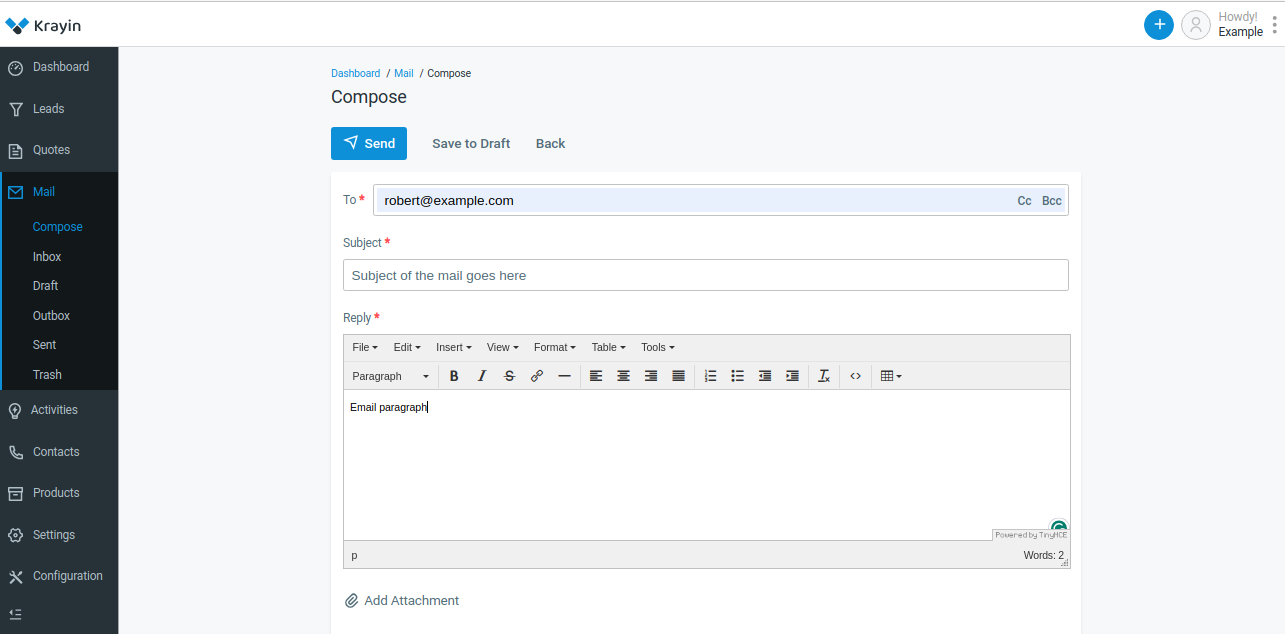 Krayin
Howdy!
Example
Dashboard
Leads
Quotes
Mail
Compose
Inbox
Draft
Outbox
Sent
Trash
Activities
Contacts
Products
Settings
Configuration
Dashboard / Mail / Compose
Compose
Send Save to Draft Back
To * robert@example.com Cc Bcc
Subject *
Subject of the mail goes here
Reply *
File Edit Insert View Format Table Tools
Paragraph B I S
Email paragraph
Powered by TinyMCE
p Words: 2
Add Attachment